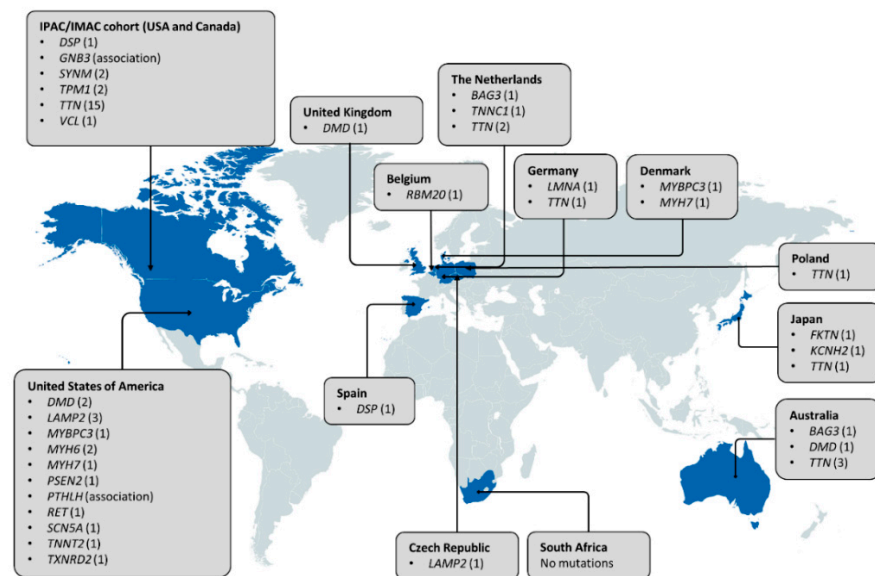 IPAC/IMAC cohort (USA and Canada)
• DSP (1)
• GNB3 (association)
• SYNM (2)
• TPM1 (2)
• TTN (15)
• VCL (1)
United Kingdom
• DMD (1)
The Netherlands
• BAG3 (1)
• TNNC1 (1)
• TTN (2)
Belgium
• RBM20 (1)
Germany
• LMNA (1)
• TTN (1)
Denmark
• MYBPC3 (1)
• MYH7 (1)
Poland
• TTN (1)
Japan
• FKTN (1)
• KCNH2 (1)
• TTN (1)
United States of America
• DMD (2)
• LAMP2 (3)
• MYBPC3 (1)
• MYH6 (2)
• MYH7 (1)
• PSEN2 (1)
• PTHLH (association)
• RET (1)
• SCN5A (1)
• TNNT2 (1)
• TXNRD2 (1)
Spain
• DSP (1)
Australia
• BAG3 (1)
• DMD (1)
• TTN (3)
Czech Republic
• LAMP2 (1)
South Africa
No mutations